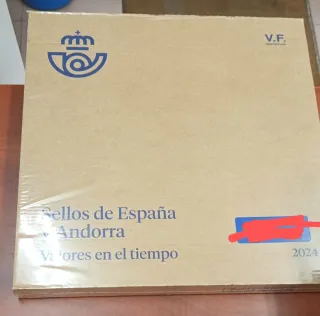 V.F.
Sellos de España
y Andorra
Valores en el tiempo
2024